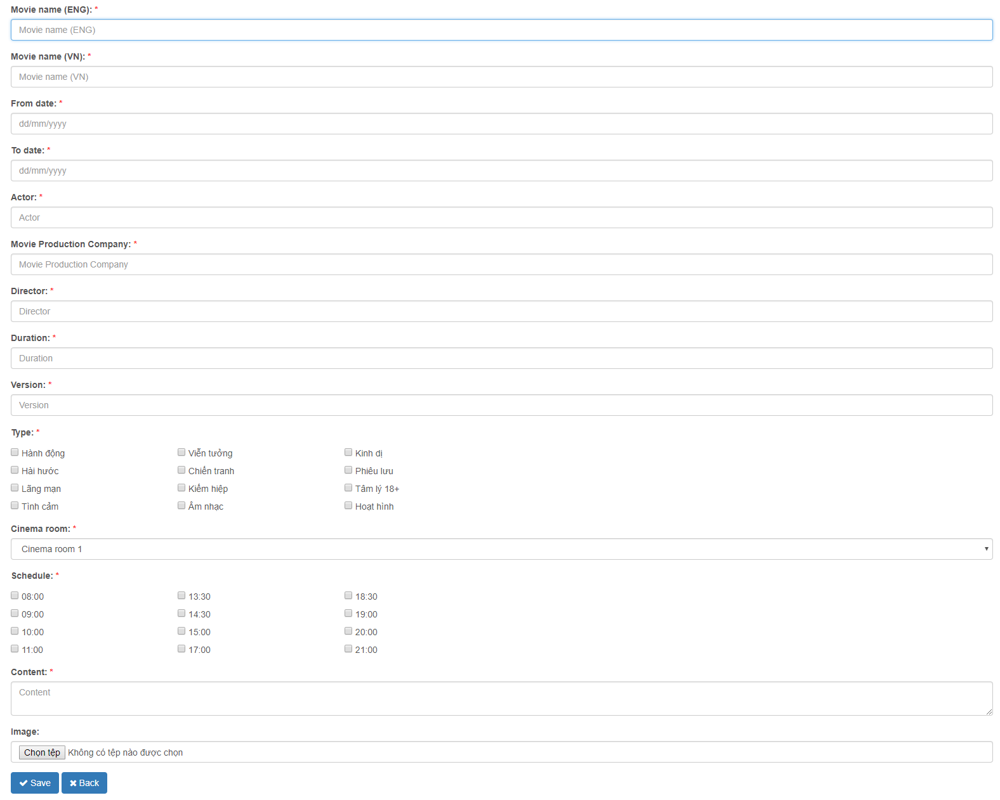 Movie name (ENG): *
Movie name (ENG)
Movie name (VN): *
Movie name (VN)
From date: *
dd/mm/yyyy
To date: *
dd/mm/yyyy
Actor: *
Actor
Movie Production Company: *
Movie Production Company
Director: *
Director
Duration: *
Duration
Version: *
Version
Type: *
Hành động Viễn tưởng Kinh dị
Hài hước Chiến tranh Phiêu lưu
Lãng mạn Kiếm hiệp Tâm lý 18+
Tình cảm Âm nhạc Hoạt hình
Cinema room: *
Cinema room 1
Schedule: *
08:00 13:30 18:30
09:00 14:30 19:00
10:00 15:00 20:00
11:00 17:00 21:00
Content: *
Content
Image:
Chọn tệp Không có tệp nào được chọn
Save Back